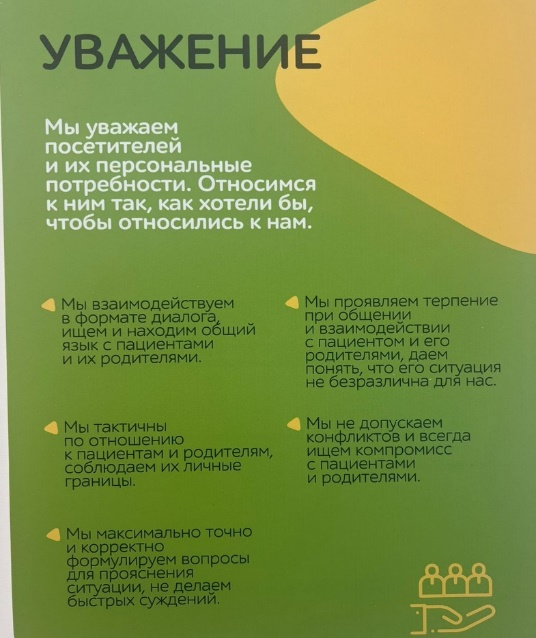 УВАЖЕНИЕ
Мы уважаем
посетителей
и их персональные
потребности. Относимся
к ним так, как хотели бы,
чтобы относились к нам.
Мы взаимодействуем
в формате диалога,
ищем и находим общий
язык с пациентами
и их родителями.
Мы проявляем терпение
при общении
и взаимодействии
с пациентом и его
родителями, даем
понять, что его ситуация
не безразлична для нас.
Мы тактичны
по отношению
к пациентам и родителям,
соблюдаем их личные
границы.
Мы не допускаем
конфликтов и всегда
ищем компромисс
с пациентами
и родителями.
Мы максимально точно
и корректно
формулируем вопросы
для прояснения
ситуации, не делаем
быстрых суждений.